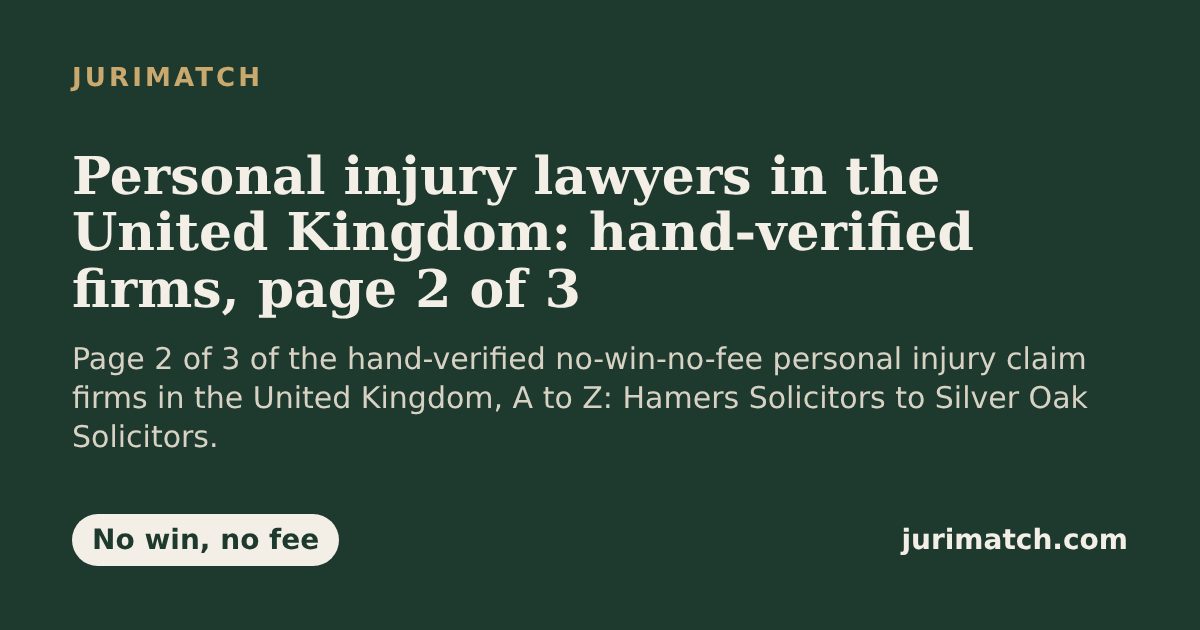 JURIMATCH
Personal injury lawyers in the
United Kingdom: hand-verified
firms, page 2 of 3
Page 2 of 3 of the hand-verified no-win-no-fee personal injury claim
firms in the United Kingdom, A to Z: Hamers Solicitors to Silver Oak
Solicitors.
No win, no fee
jurimatch.com